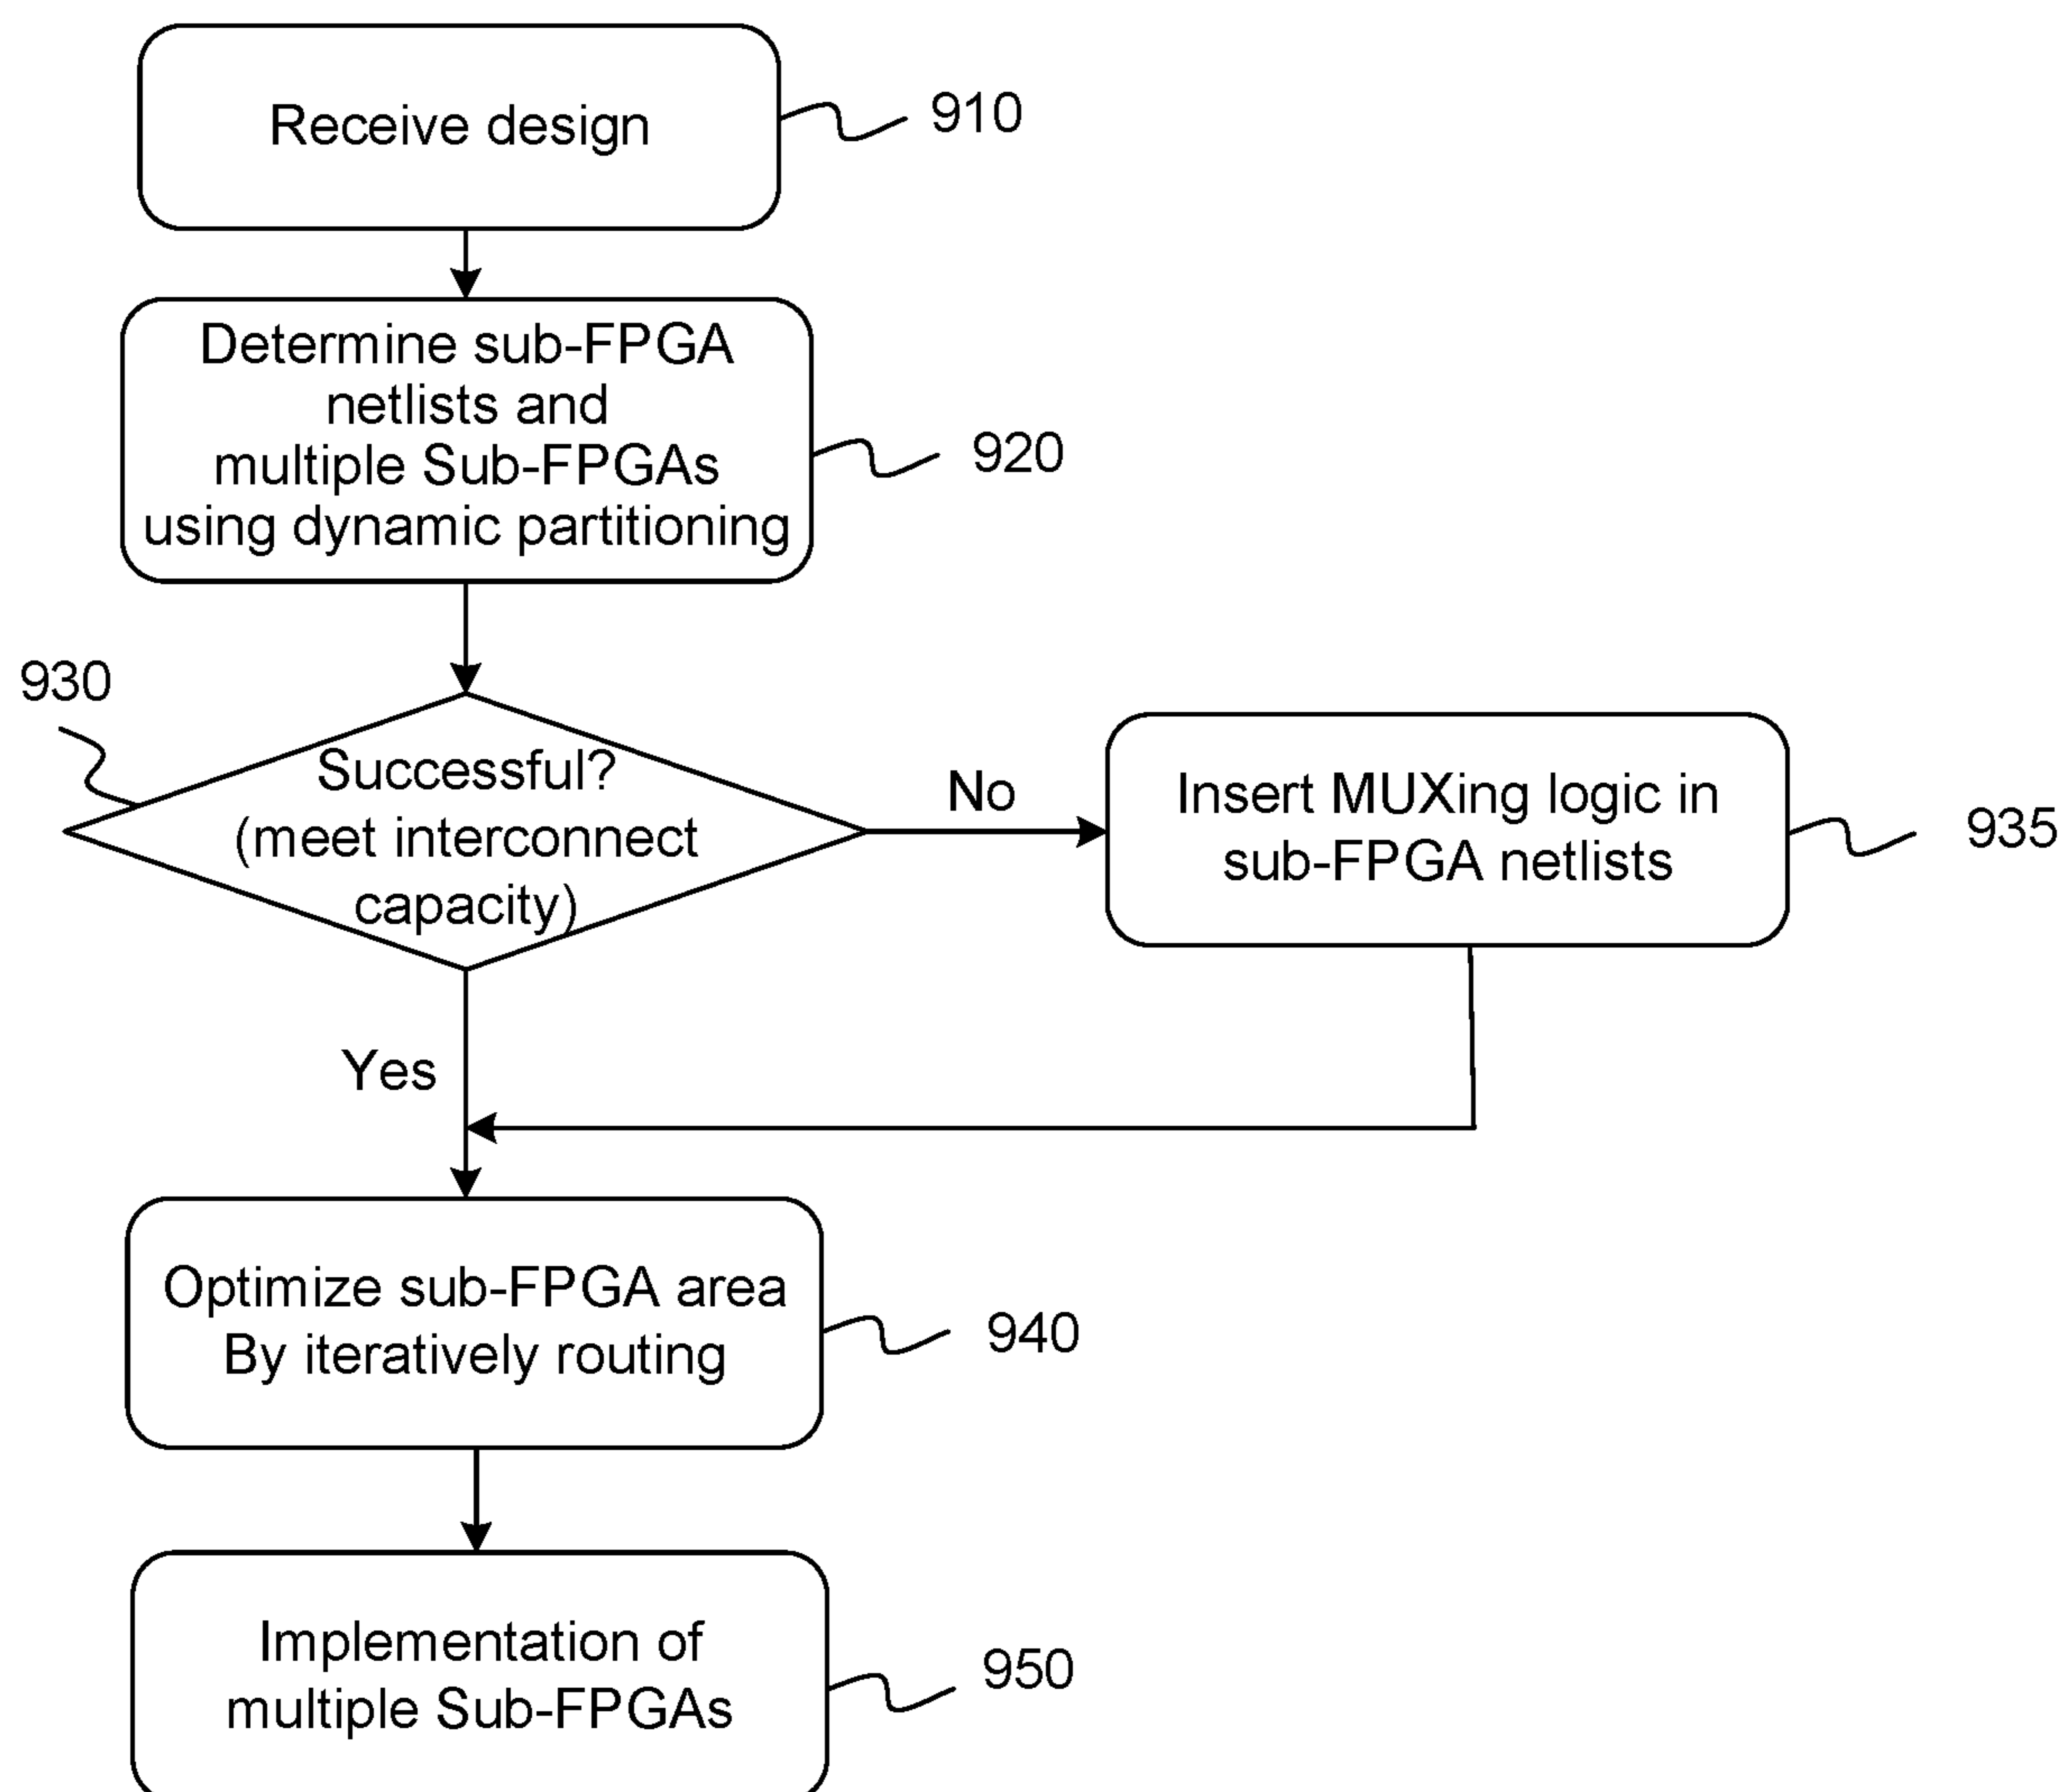 Receive design
910
Determine sub-FPGA
netlists and
multiple Sub-FPGAs
using dynamic partitioning
920
930
Successful?
(meet interconnect
capacity)
No
Insert MUXing logic in
sub-FPGA netlists
935
Yes
Optimize sub-FPGA area
By iteratively routing
940
Implementation of
multiple Sub-FPGAs
950